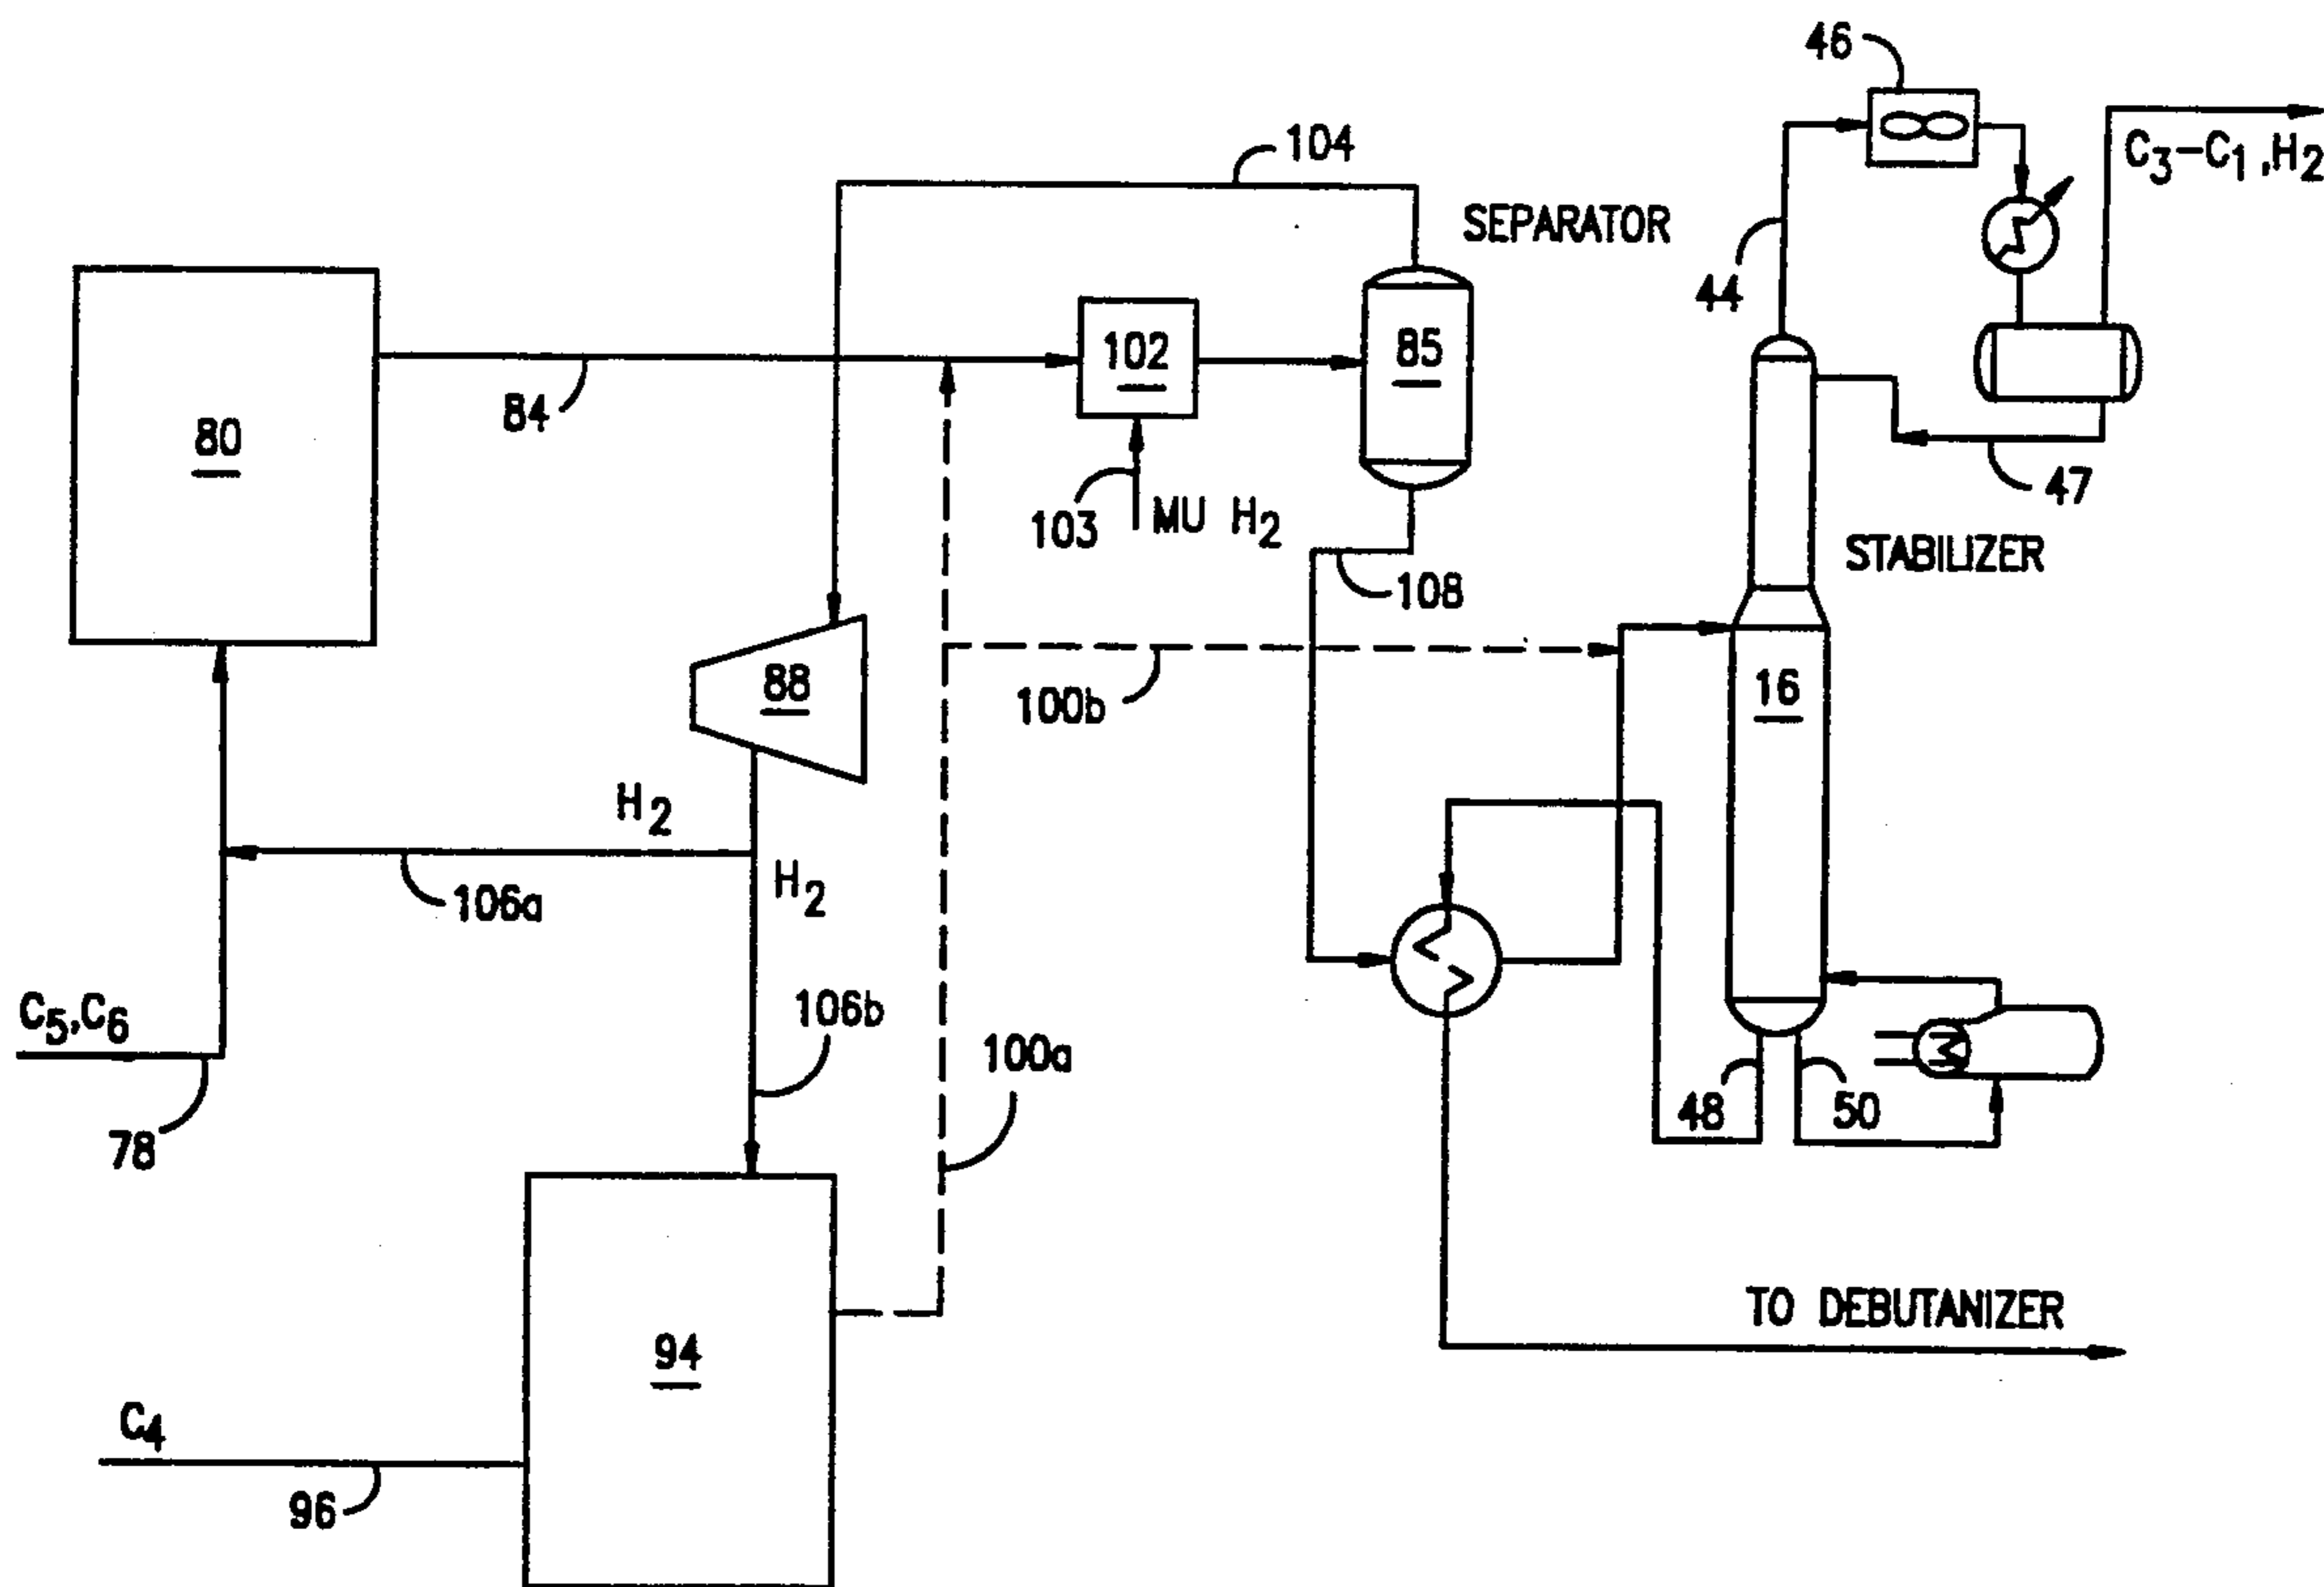 46
C3-C1,H2
104
SEPARATOR
44
102
85
84
80
47
103
MU H2
STABILIZER
108
88
16
100b
H2
106a
H2
C5,C6
106b
100a
48
50
78
TO DEBUTANIZER
94
C4
96